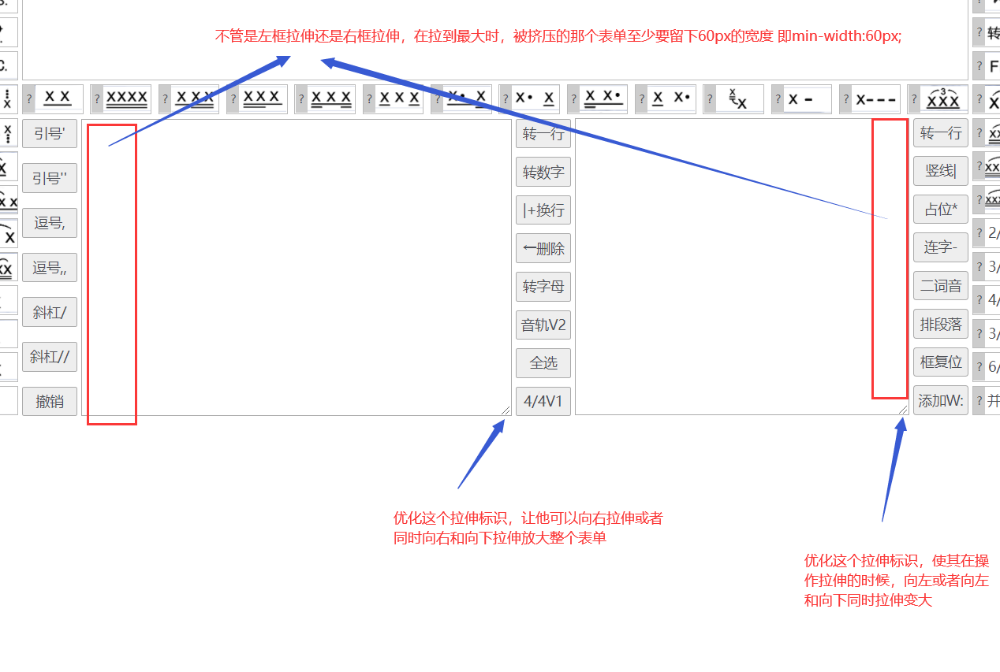 不管是左框拉伸还是右框拉伸，在拉到最大时，被挤压的那个表单至少要留下60px的宽度 即min-width:60px;
? 转
C.
? F
? X X
? XXXX
? X X X
? X X X
? X X X
? X X X
? X• X
? X• X
? X X•
? X X•
? X X
? X -
? X - - -
? 3 XXX
? X
引号'
转一行
转一行
?
引号''
转数字
竖线|
? XX
逗号,
|+换行
占位*
?
X
? 2/
逗号,,
←删除
连字-
? 3/
斜杠/
转字母
二词音
? 4/
音轨V2
排段落
? 3/
斜杠//
全选
框复位
? 6/
撤销
4/4V1
添加W:
? 并
优化这个拉伸标识，让他可以向右拉伸或者
同时向右和向下拉伸放大整个表单
优化这个拉伸标识，使其在操
作拉伸的时候，向左或者向左
和向下同时拉伸变大